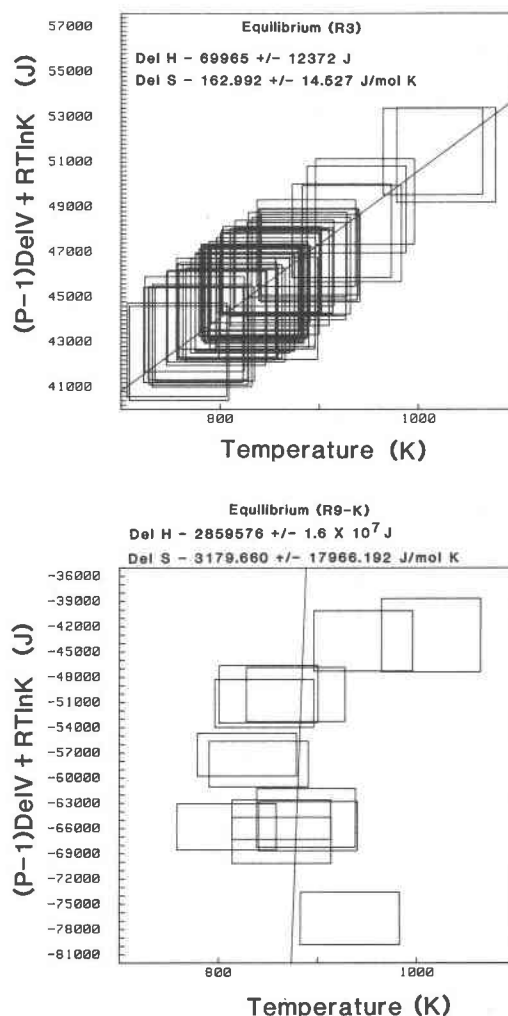 Equilibrium (R3)
Del H - 69965 +/- 12372 J
Del S - 162.992 +/- 14.527 J/mol K
(P-1)DelV + RTlnK (J)
57000
55000
53000
51000
49000
47000
45000
43000
41000
800
1000
Temperature (K)
Equilibrium (R9-K)
Del H - 2859576 +/- 1.6 X 10⁷ J
Del S - 3179.660 +/- 17966.192 J/mol K
(P-1)DelV + RTlnK (J)
-36000
-39000
-42000
-45000
-48000
-51000
-54000
-57000
-60000
-63000
-66000
-69000
-72000
-75000
-78000
-81000
800
1000
Temperature (K)